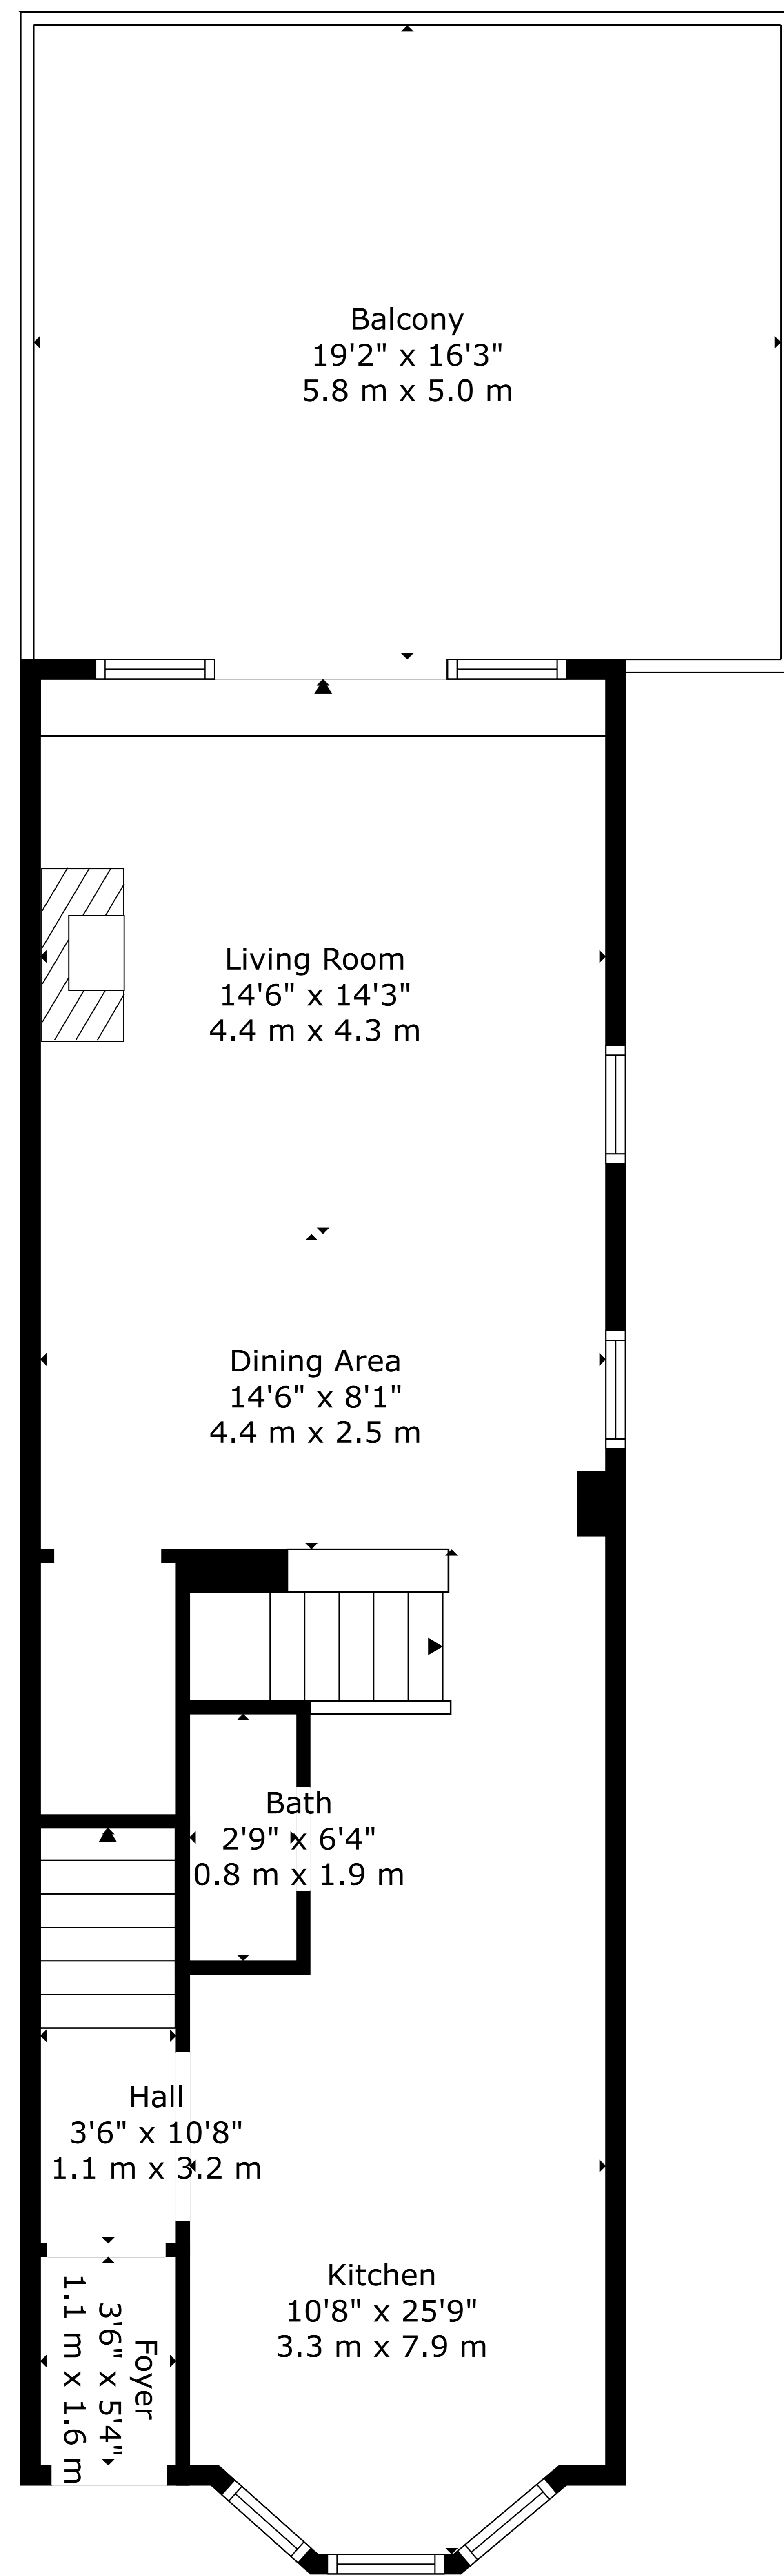 Balcony
19'2" x 16'3"
5.8 m x 5.0 m
Living Room
14'6" x 14'3"
4.4 m x 4.3 m
Dining Area
14'6" x 8'1"
4.4 m x 2.5 m
Bath
2'9" x 6'4"
0.8 m x 1.9 m
Hall
3'6" x 10'8"
1.1 m x 3.2 m
Kitchen
10'8" x 25'9"
3.3 m x 7.9 m
Foyer
3'6" x 5'4"
1.1 m x 1.6 m